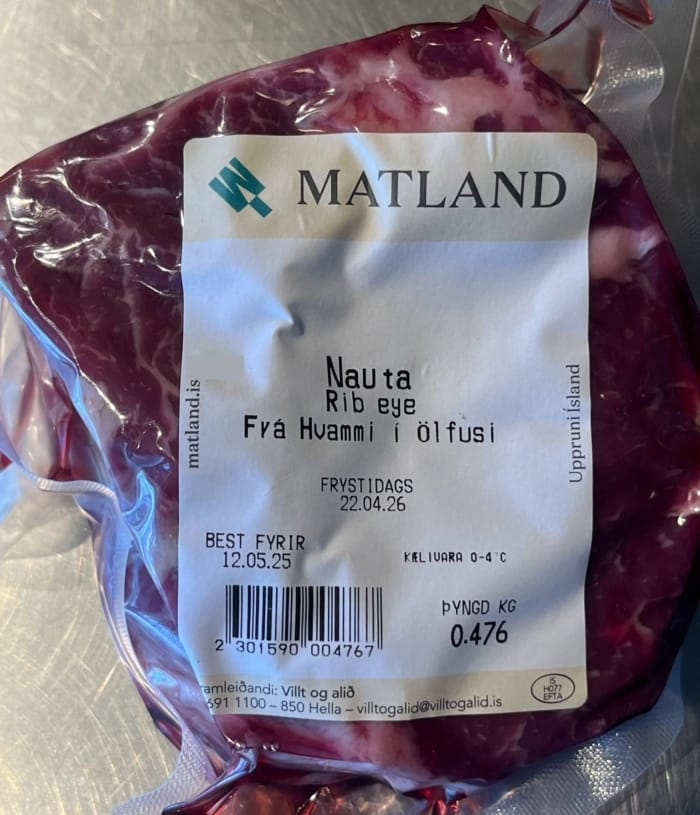 MATLAND
Nauta
Rib eye
Frá Hvammi í ölfusi
matland.is
Uppruni Ísland
FRYSTIDAGS
22.04.26
BEST FYRIR
12.05.25
KÆLIVARA 0-4°C
ÞYNGD KG
0.476
2 301590 004767
amleiðandi: Villt og alið
691 1100 – 850 Hella – villtogalid@villtogalid.is
IS
H077
EFTA